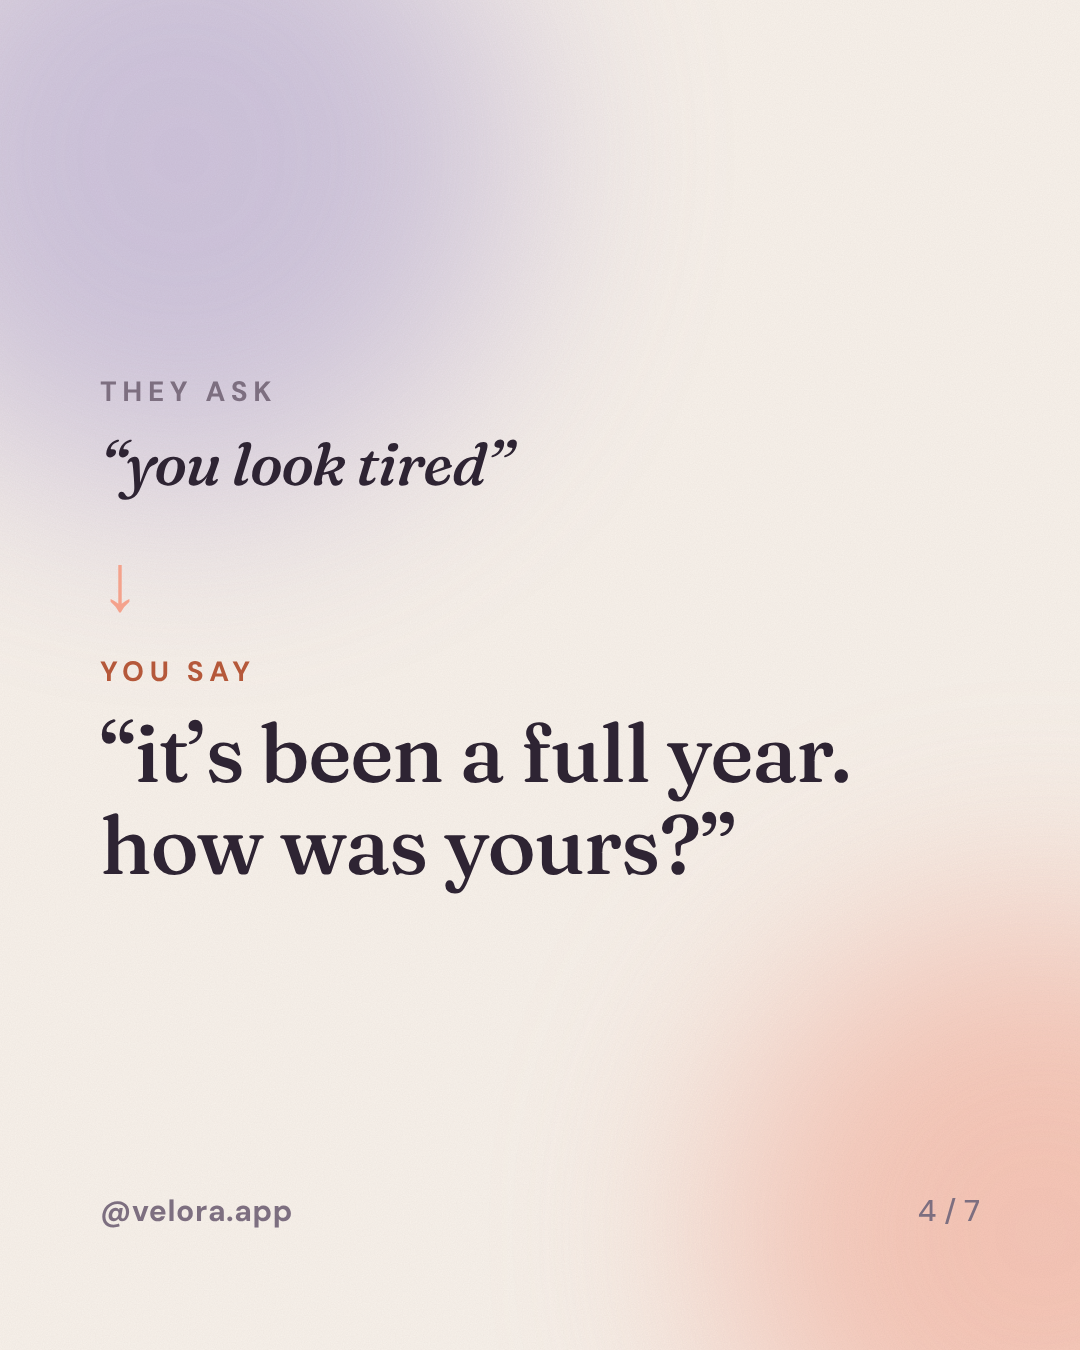 THEY ASK
“you look tired”
↓
YOU SAY
“it’s been a full year.
how was yours?”
@velora.app
4 / 7